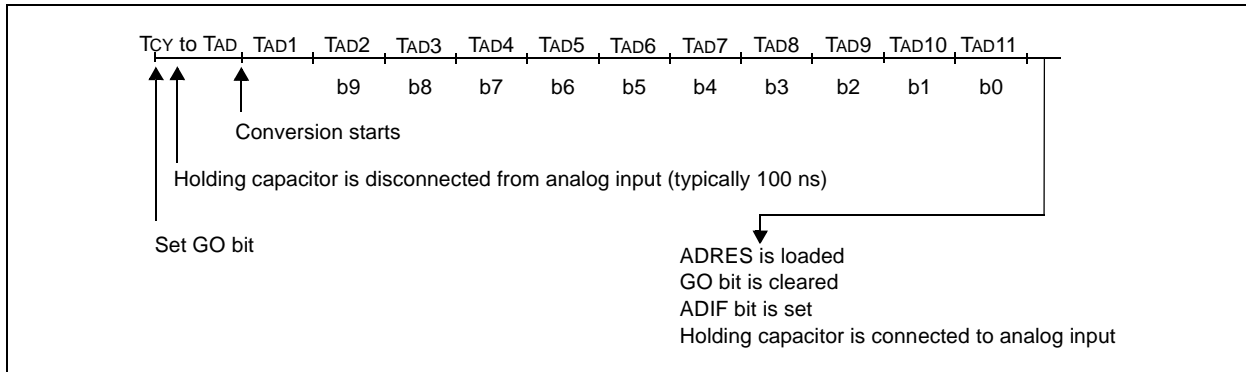 TCY to TAD TAD1 TAD2 TAD3 TAD4 TAD5 TAD6 TAD7 TAD8 TAD9 TAD10 TAD11
b9 b8 b7 b6 b5 b4 b3 b2 b1 b0
Conversion starts
Holding capacitor is disconnected from analog input (typically 100 ns)
Set GO bit
ADRES is loaded
GO bit is cleared
ADIF bit is set
Holding capacitor is connected to analog input